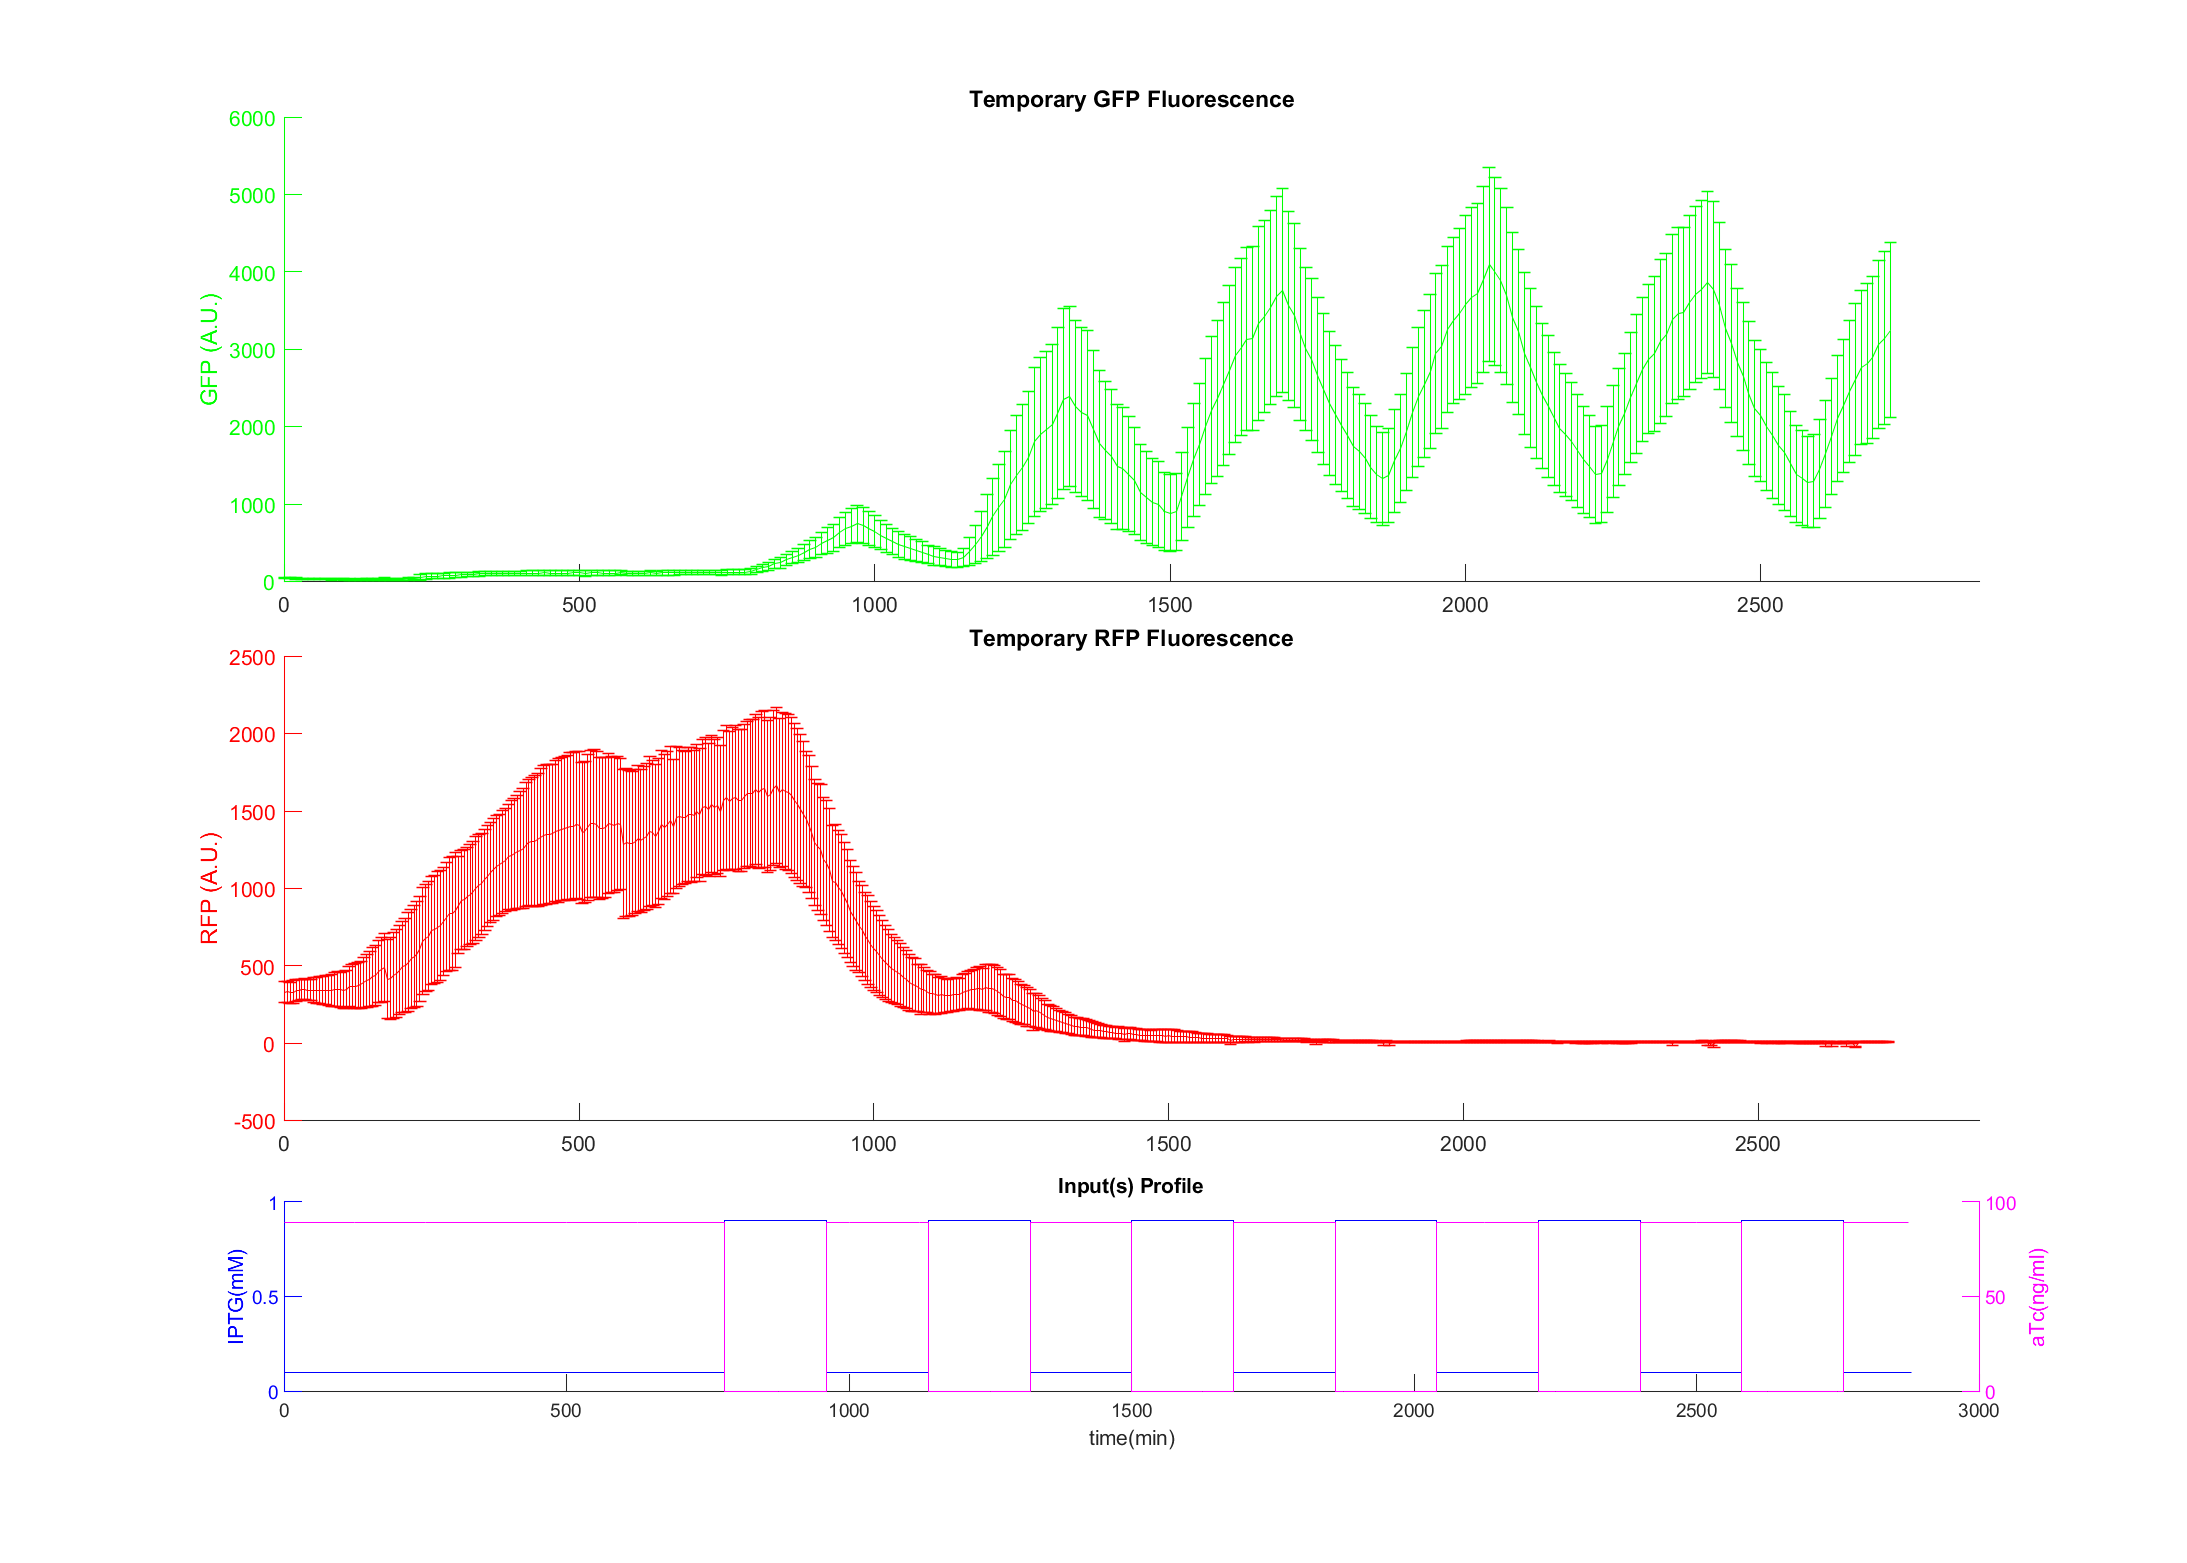 Temporary GFP Fluorescence
6000
5000
4000
3000
2000
1000
0
GFP (A.U.)
0 500 1000 1500 2000 2500
Temporary RFP Fluorescence
2500
2000
1500
1000
500
0
-500
RFP (A.U.)
0 500 1000 1500 2000 2500
Input(s) Profile
1 100
0.5 50
0 0
IPTG(mM)
aTc(ng/ml)
0 500 1000 1500 2000 2500 3000
time(min)